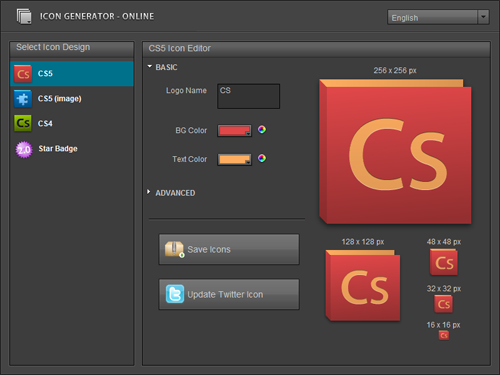 ICON GENERATOR - ONLINE
English
Select Icon Design
Cs CS5
CS5 (image)
Cs CS4
2.0 Star Badge
CS5 Icon Editor
BASIC
Logo Name CS
BG Color
Text Color
ADVANCED
Save Icons
Update Twitter Icon
256 x 256 px
Cs
128 x 128 px
Cs
48 x 48 px
Cs
32 x 32 px
Cs
16 x 16 px
Cs